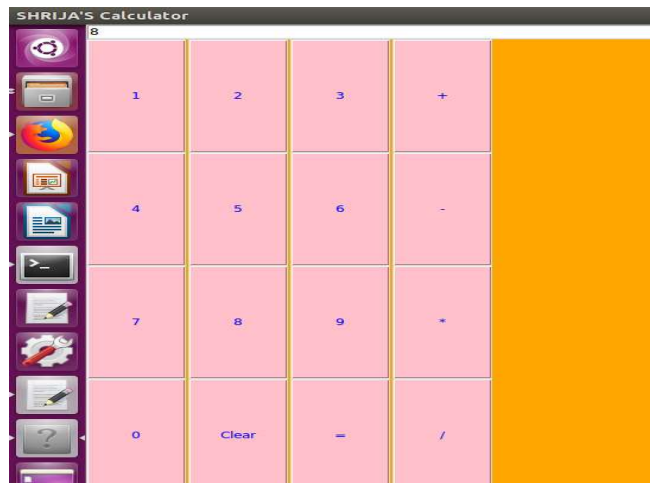 SHRIJA'S Calculator
8
1 2 3 +
4 5 6 -
7 8 9 *
0 Clear = /
>_
?